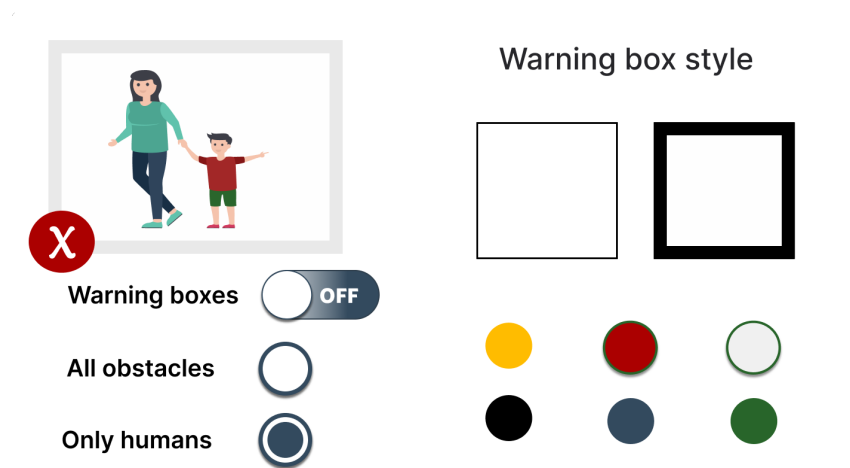 Warning box style
X
Warning boxes
OFF
All obstacles
Only humans